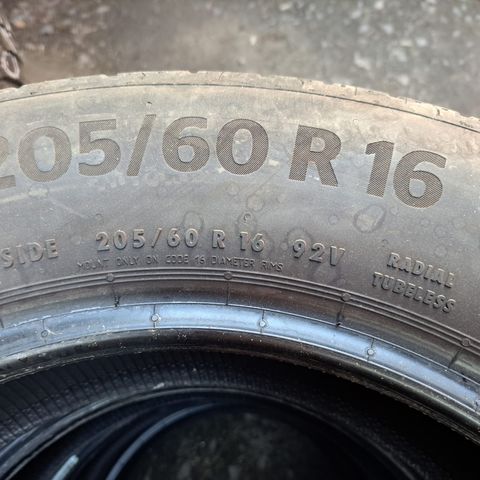 205/60 R 16
SIDE 205/60 R 16 92V
MOUNT ONLY ON CODE 16 DIAMETER RIMS
RADIAL
TUBELESS